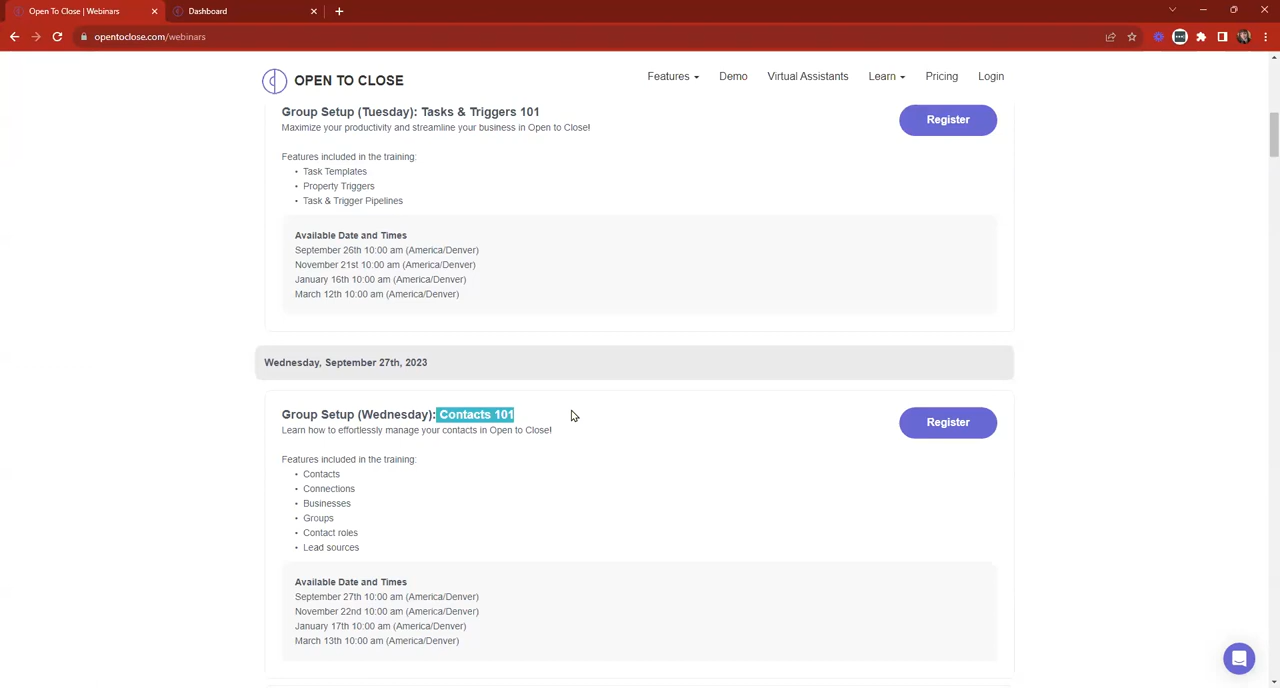 Open To Close | Webinars
Dashboard
opentoclose.com/webinars
OPEN TO CLOSE
Features
Demo
Virtual Assistants
Learn
Pricing
Login
Group Setup (Tuesday): Tasks & Triggers 101
Register
Maximize your productivity and streamline your business in Open to Close!
Features included in the training:
• Task Templates
• Property Triggers
• Task & Trigger Pipelines
Available Date and Times
September 26th 10:00 am (America/Denver)
November 21st 10:00 am (America/Denver)
January 16th 10:00 am (America/Denver)
March 12th 10:00 am (America/Denver)
Wednesday, September 27th, 2023
Group Setup (Wednesday): Contacts 101
Register
Learn how to effortlessly manage your contacts in Open to Close!
Features included in the training:
• Contacts
• Connections
• Businesses
• Groups
• Contact roles
• Lead sources
Available Date and Times
September 27th 10:00 am (America/Denver)
November 22nd 10:00 am (America/Denver)
January 17th 10:00 am (America/Denver)
March 13th 10:00 am (America/Denver)